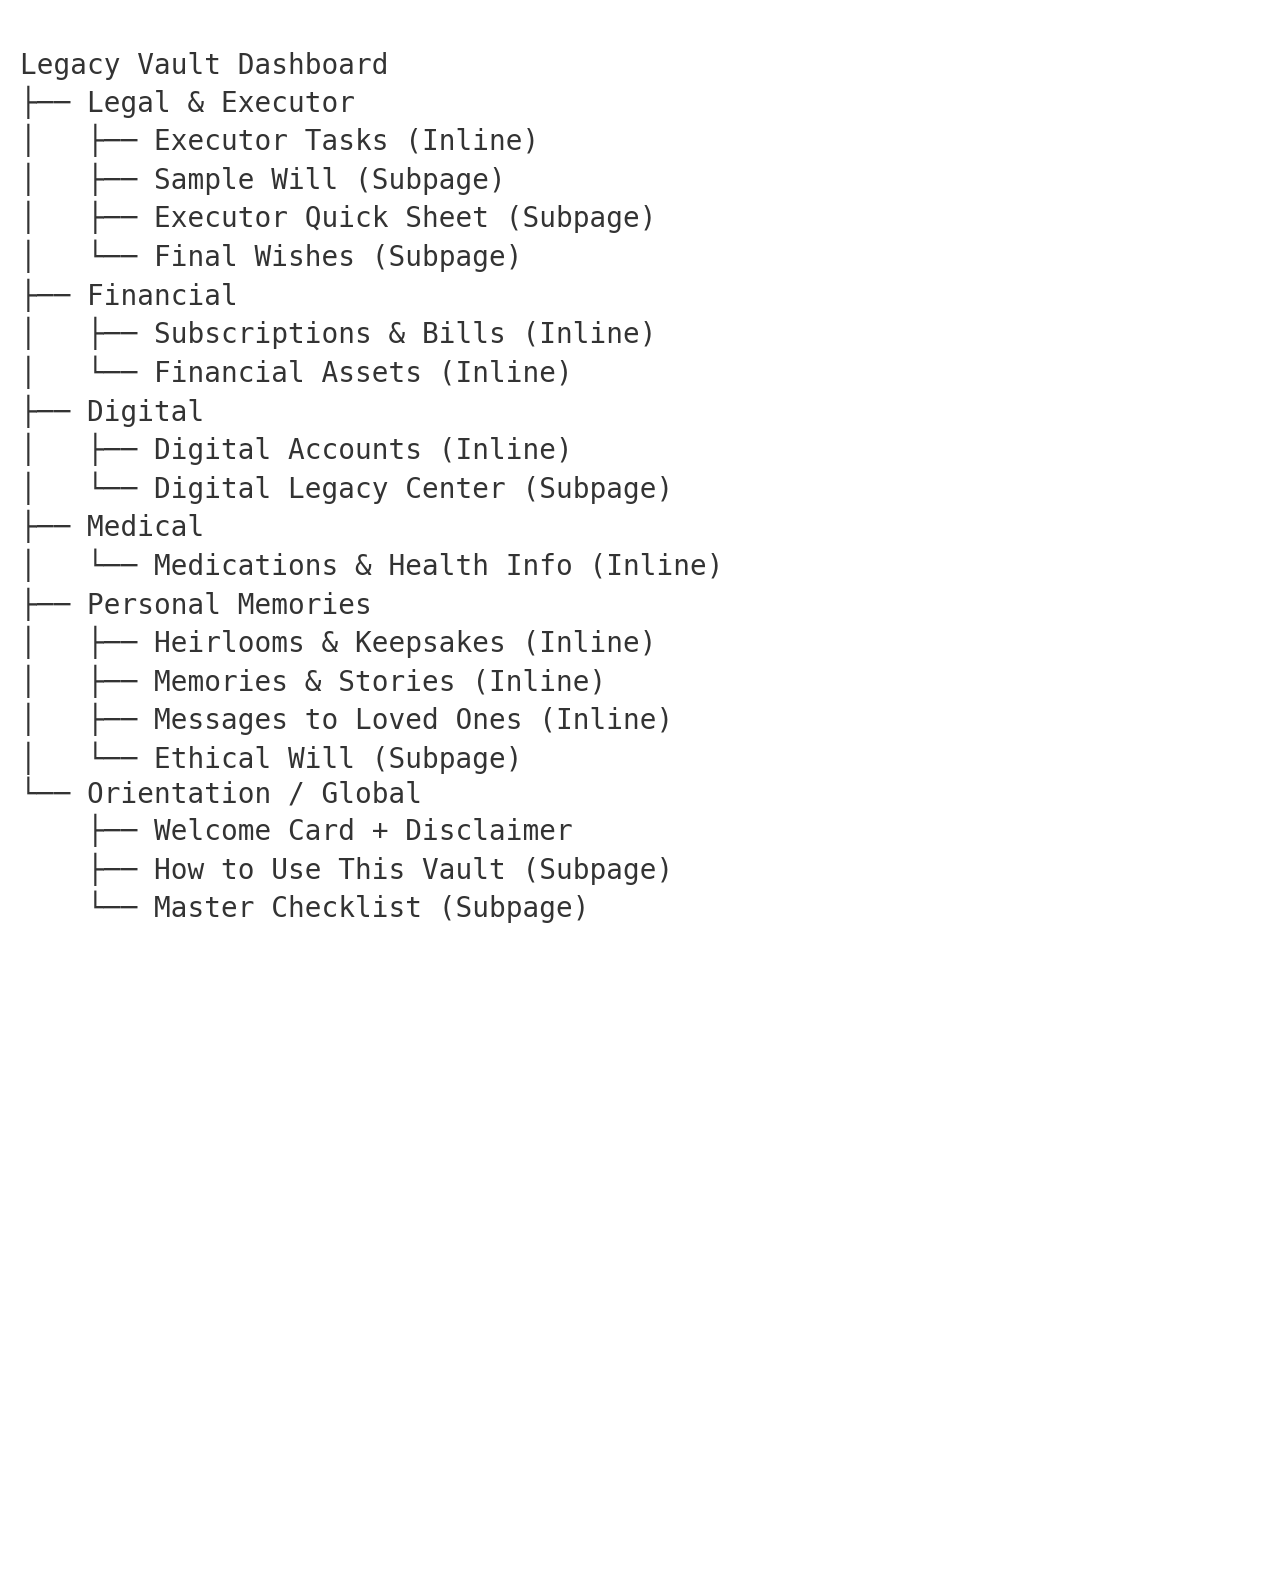 Legacy Vault Dashboard
├── Legal & Executor
│   ├── Executor Tasks (Inline)
│   ├── Sample Will (Subpage)
│   ├── Executor Quick Sheet (Subpage)
│   └── Final Wishes (Subpage)
├── Financial
│   ├── Subscriptions & Bills (Inline)
│   └── Financial Assets (Inline)
├── Digital
│   ├── Digital Accounts (Inline)
│   └── Digital Legacy Center (Subpage)
├── Medical
│   └── Medications & Health Info (Inline)
├── Personal Memories
│   ├── Heirlooms & Keepsakes (Inline)
│   ├── Memories & Stories (Inline)
│   ├── Messages to Loved Ones (Inline)
│   └── Ethical Will (Subpage)
└── Orientation / Global
    ├── Welcome Card + Disclaimer
    ├── How to Use This Vault (Subpage)
    └── Master Checklist (Subpage)